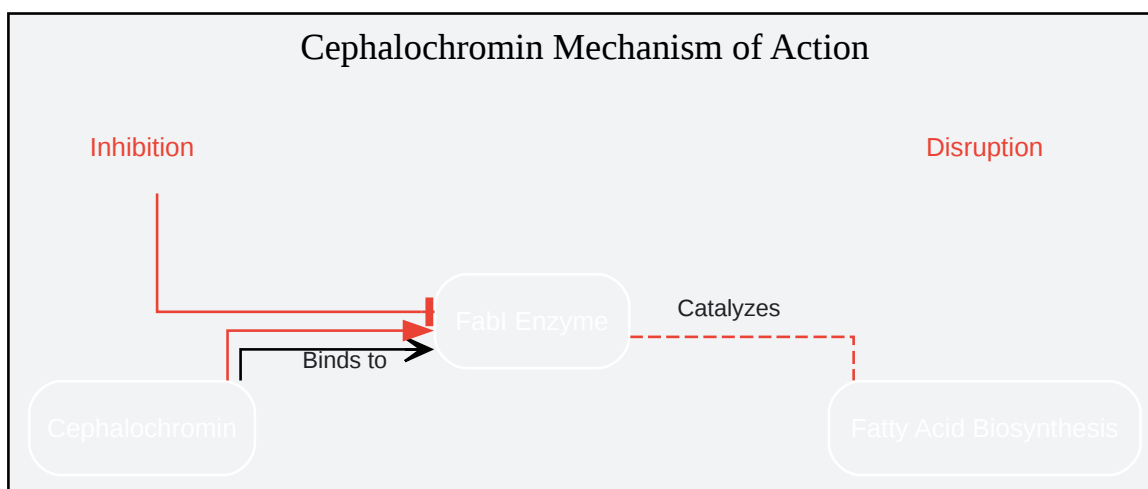 Cephalochromin Mechanism of Action
Inhibition
Disruption
FabI Enzyme
Catalyzes
Binds to
Cephalochromin
Fatty Acid Biosynthesis